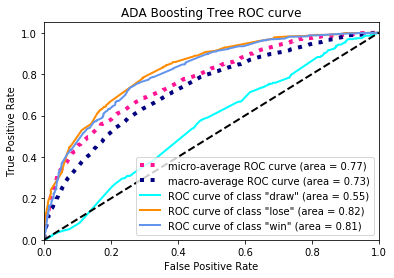 ADA Boosting Tree ROC curve
True Positive Rate
1.0
0.8
0.6
0.4
0.2
0.0
micro-average ROC curve (area = 0.77)
macro-average ROC curve (area = 0.73)
ROC curve of class "draw" (area = 0.55)
ROC curve of class "lose" (area = 0.82)
ROC curve of class "win" (area = 0.81)
0.0 0.2 0.4 0.6 0.8 1.0
False Positive Rate